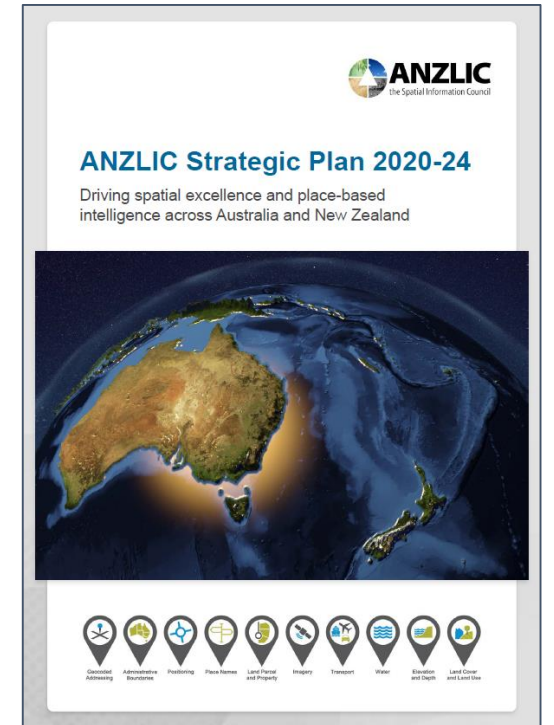 ANZLIC
the Spatial Information Council
ANZLIC Strategic Plan 2020-24
Driving spatial excellence and place-based
intelligence across Australia and New Zealand
Geocoded
Addressing
Administrative
Boundaries
Positioning
Place Names
Land Parcel
and Property
Imagery
Transport
Water
Elevation
and Depth
Land Cover
and Land Use